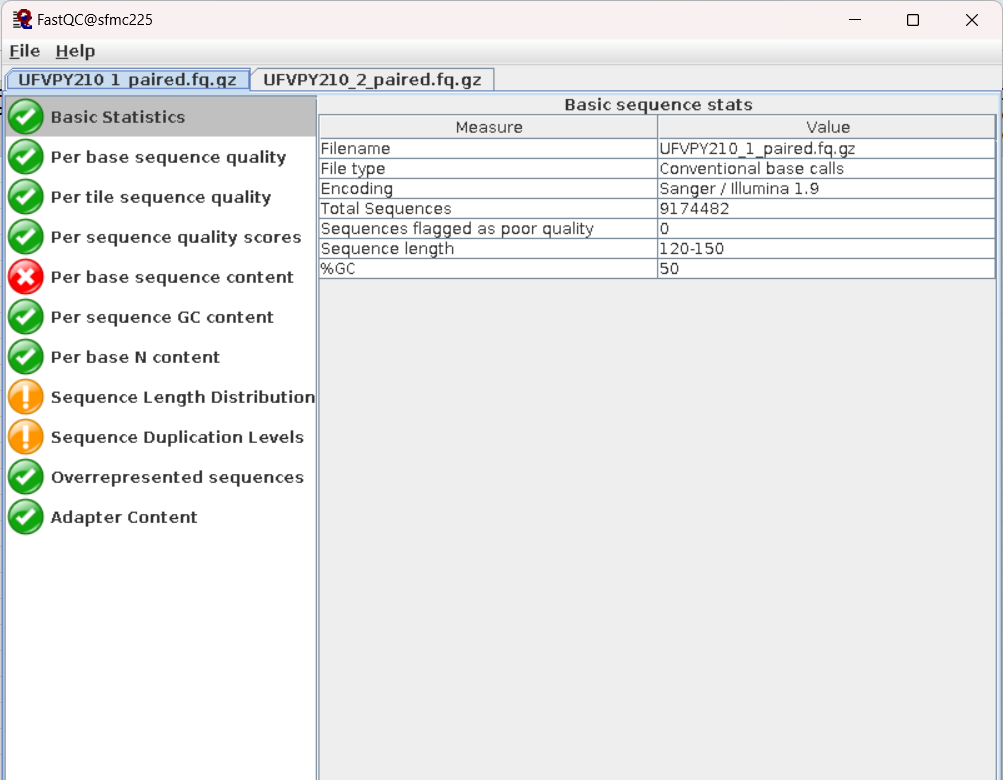 FastQC@sfmc225
File Help
UFVPY210_1_paired.fq.gz UFVPY210_2_paired.fq.gz
Basic Statistics
Per base sequence quality
Per tile sequence quality
Per sequence quality scores
Per base sequence content
Per sequence GC content
Per base N content
Sequence Length Distribution
Sequence Duplication Levels
Overrepresented sequences
Adapter Content
Basic sequence stats
Measure Value
Filename UFVPY210_1_paired.fq.gz
File type Conventional base calls
Encoding Sanger / Illumina 1.9
Total Sequences 9174482
Sequences flagged as poor quality 0
Sequence length 120-150
%GC 50